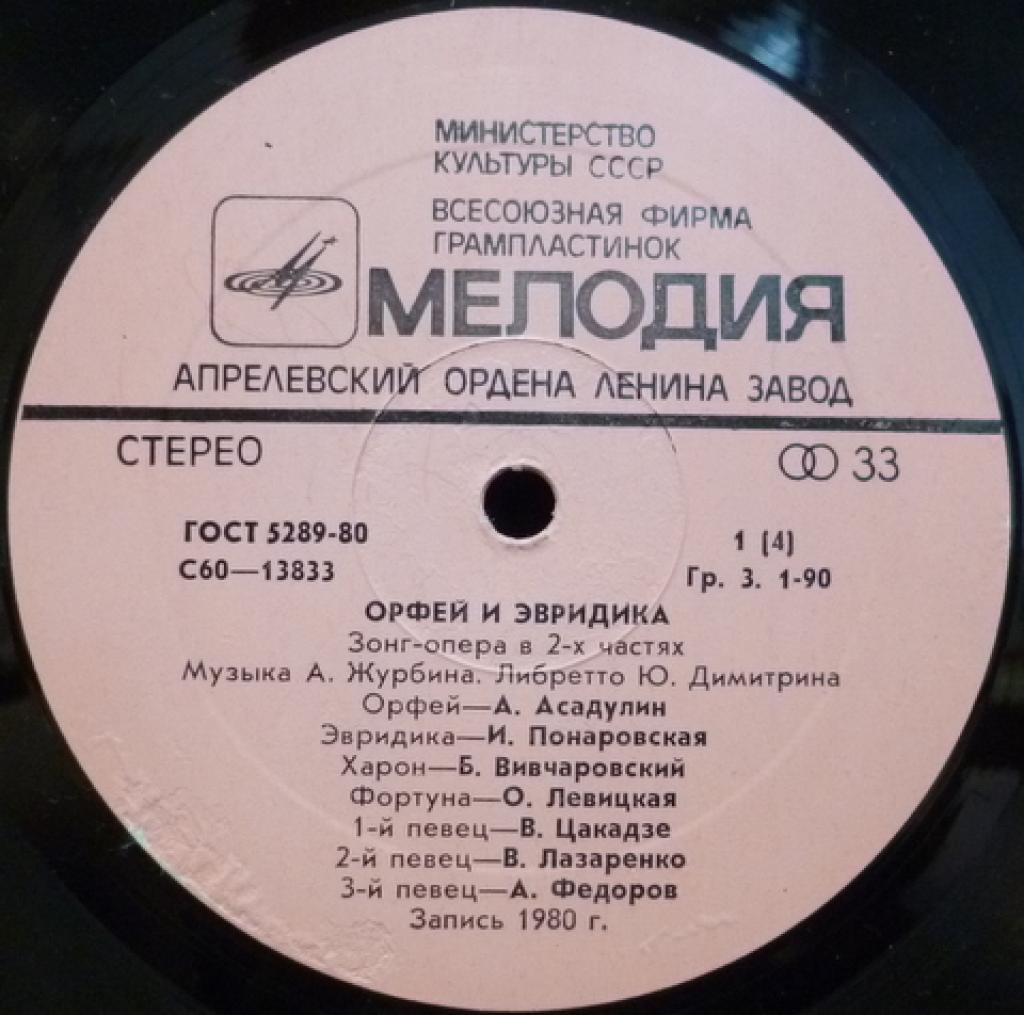 МИНИСТЕРСТВО
КУЛЬТУРЫ СССР
ВСЕСОЮЗНАЯ ФИРМА
ГРАМПЛАСТИНОК
МЕЛОДИЯ
АПРЕЛЕВСКИЙ ОРДЕНА ЛЕНИНА ЗАВОД
СТЕРЕО
33
ГОСТ 5289-80
1 (4)
С60—13833
Гр. 3. 1-90
ОРФЕЙ И ЭВРИДИКА
Зонг-опера в 2-х частях
Музыка А. Журбина. Либретто Ю. Димитрина
Орфей—А. Асадулин
Эвридика—И. Понаровская
Харон—Б. Вивчаровский
Фортуна—О. Левицкая
1-й певец—В. Цакадзе
2-й певец—В. Лазаренко
3-й певец—А. Федоров
Запись 1980 г.